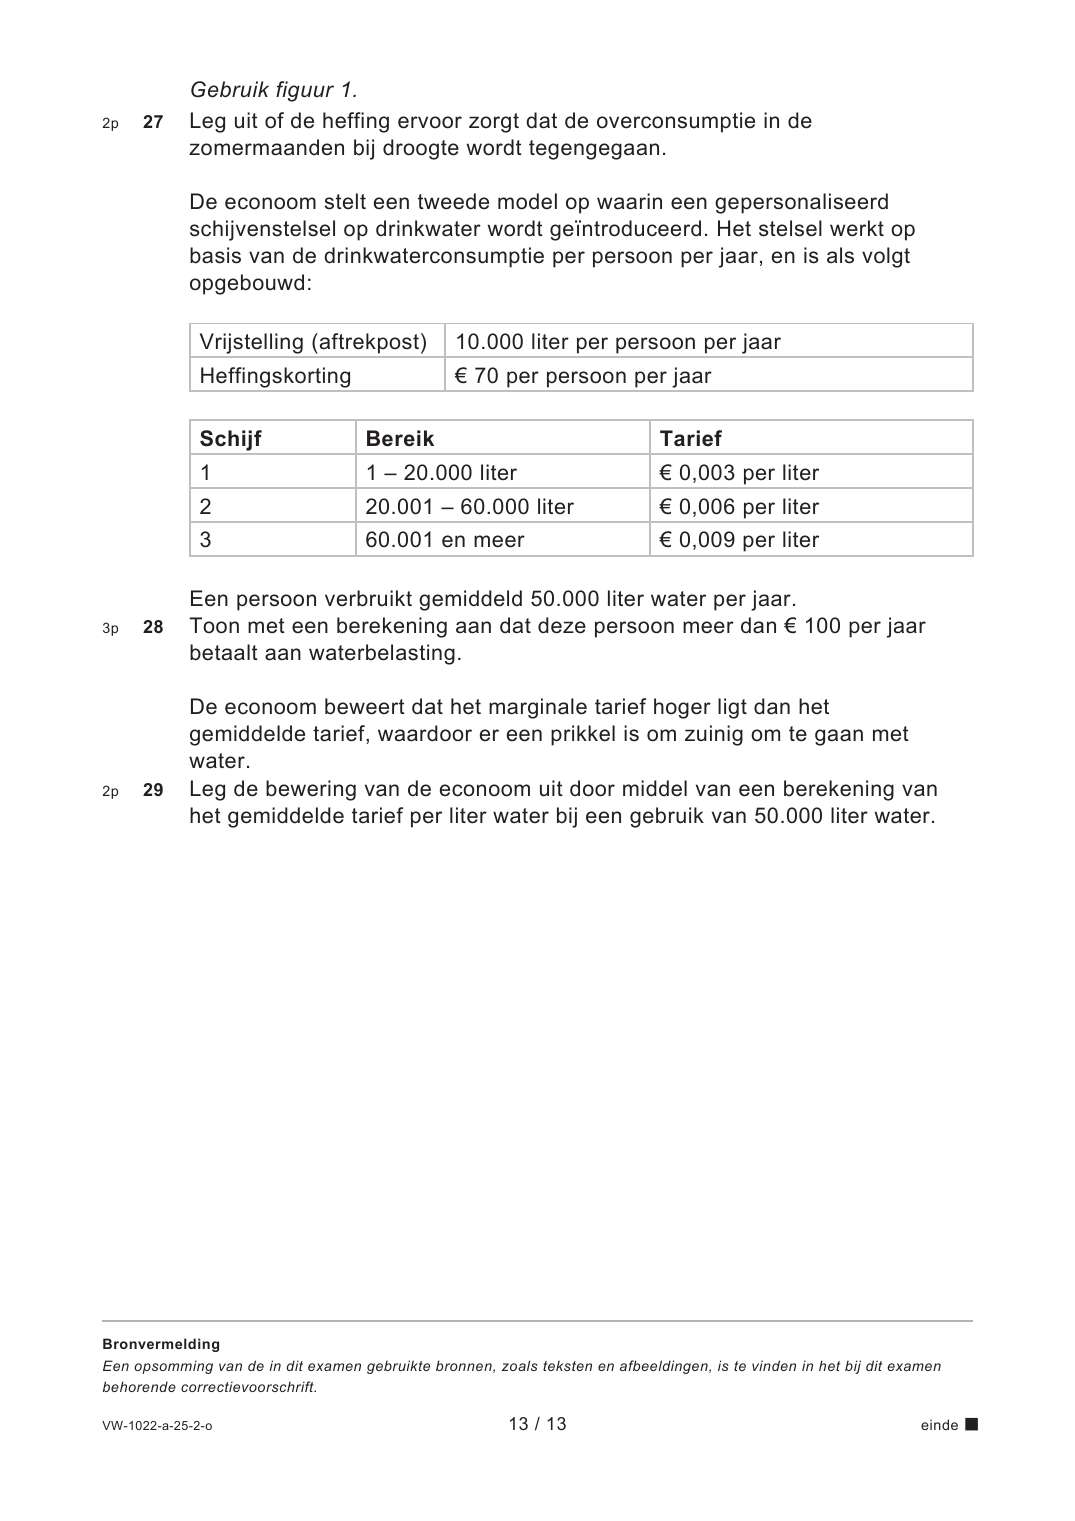 Gebruik figuur 1.
2p 27 Leg uit of de heffing ervoor zorgt dat de overconsumptie in de
zomermaanden bij droogte wordt tegengegaan.
De econoom stelt een tweede model op waarin een gepersonaliseerd
schijvenstelsel op drinkwater wordt geïntroduceerd. Het stelsel werkt op
basis van de drinkwaterconsumptie per persoon per jaar, en is als volgt
opgebouwd:
Vrijstelling (aftrekpost) 10.000 liter per persoon per jaar
Heffingskorting € 70 per persoon per jaar
Schijf Bereik Tarief
1 1 – 20.000 liter € 0,003 per liter
2 20.001 – 60.000 liter € 0,006 per liter
3 60.001 en meer € 0,009 per liter
Een persoon verbruikt gemiddeld 50.000 liter water per jaar.
3p 28 Toon met een berekening aan dat deze persoon meer dan € 100 per jaar
betaalt aan waterbelasting.
De econoom beweert dat het marginale tarief hoger ligt dan het
gemiddelde tarief, waardoor er een prikkel is om zuinig om te gaan met
water.
2p 29 Leg de bewering van de econoom uit door middel van een berekening van
het gemiddelde tarief per liter water bij een gebruik van 50.000 liter water.
Bronvermelding
Een opsomming van de in dit examen gebruikte bronnen, zoals teksten en afbeeldingen, is te vinden in het bij dit examen
behorende correctievoorschrift.
VW-1022-a-25-2-o 13 / 13 einde ■